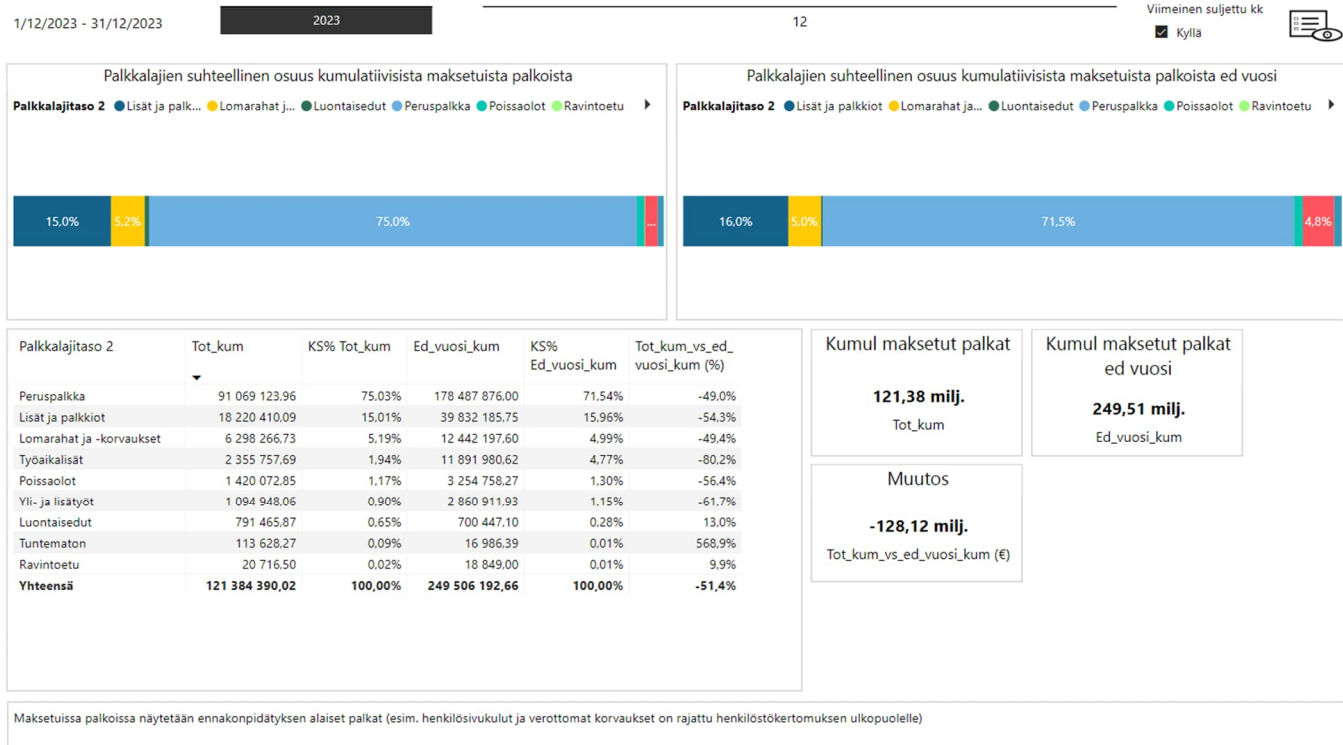 1/12/2023 - 31/12/2023
2023
12
Viimeinen suljettu kk
Kyllä
Palkkalajien suhteellinen osuus kumulatiivisista maksetuista palkoista
Palkkalajitaso 2 Lisät ja palk... Lomarahat j... Luontaisedut Peruspalkka Poissaolot Ravintoetu
15,0% 5,2% 75,0% ...
Palkkalajien suhteellinen osuus kumulatiivisista maksetuista palkoista ed vuosi
Palkkalajitaso 2 Lisät ja palkkiot Lomarahat ja... Luontaisedut Peruspalkka Poissaolot Ravintoetu
16,0% 5,0% 71,5% 4,8%
Palkkalajitaso 2 Tot_kum KS% Tot_kum Ed_vuosi_kum KS% Tot_kum_vs_ed_
Ed_vuosi_kum vuosi_kum (%)
Peruspalkka 91 069 123,96 75,03% 178 487 876,00 71,54% -49,0%
Lisät ja palkkiot 18 220 410,09 15,01% 39 832 185,75 15,96% -54,3%
Lomarahat ja -korvaukset 6 298 266,73 5,19% 12 442 197,60 4,99% -49,4%
Työaikalisät 2 355 757,69 1,94% 11 891 980,62 4,77% -80,2%
Poissaolot 1 420 072,85 1,17% 3 254 758,27 1,30% -56,4%
Yli- ja lisätyöt 1 094 948,06 0,90% 2 860 911,93 1,15% -61,7%
Luontaisedut 791 465,87 0,65% 700 447,10 0,28% 13,0%
Tuntematon 113 628,27 0,09% 16 986,39 0,01% 568,9%
Ravintoetu 20 716,50 0,02% 18 849,00 0,01% 9,9%
Yhteensä 121 384 390,02 100,00% 249 506 192,66 100,00% -51,4%
Kumul maksetut palkat
121,38 milj.
Tot_kum
Kumul maksetut palkat
ed vuosi
249,51 milj.
Ed_vuosi_kum
Muutos
-128,12 milj.
Tot_kum_vs_ed_vuosi_kum (€)
Maksetuissa palkoissa näytetään ennakonpidätyksen alaiset palkat (esim. henkilösivukulut ja verottomat korvaukset on rajattu henkilöstökertomuksen ulkopuolelle)